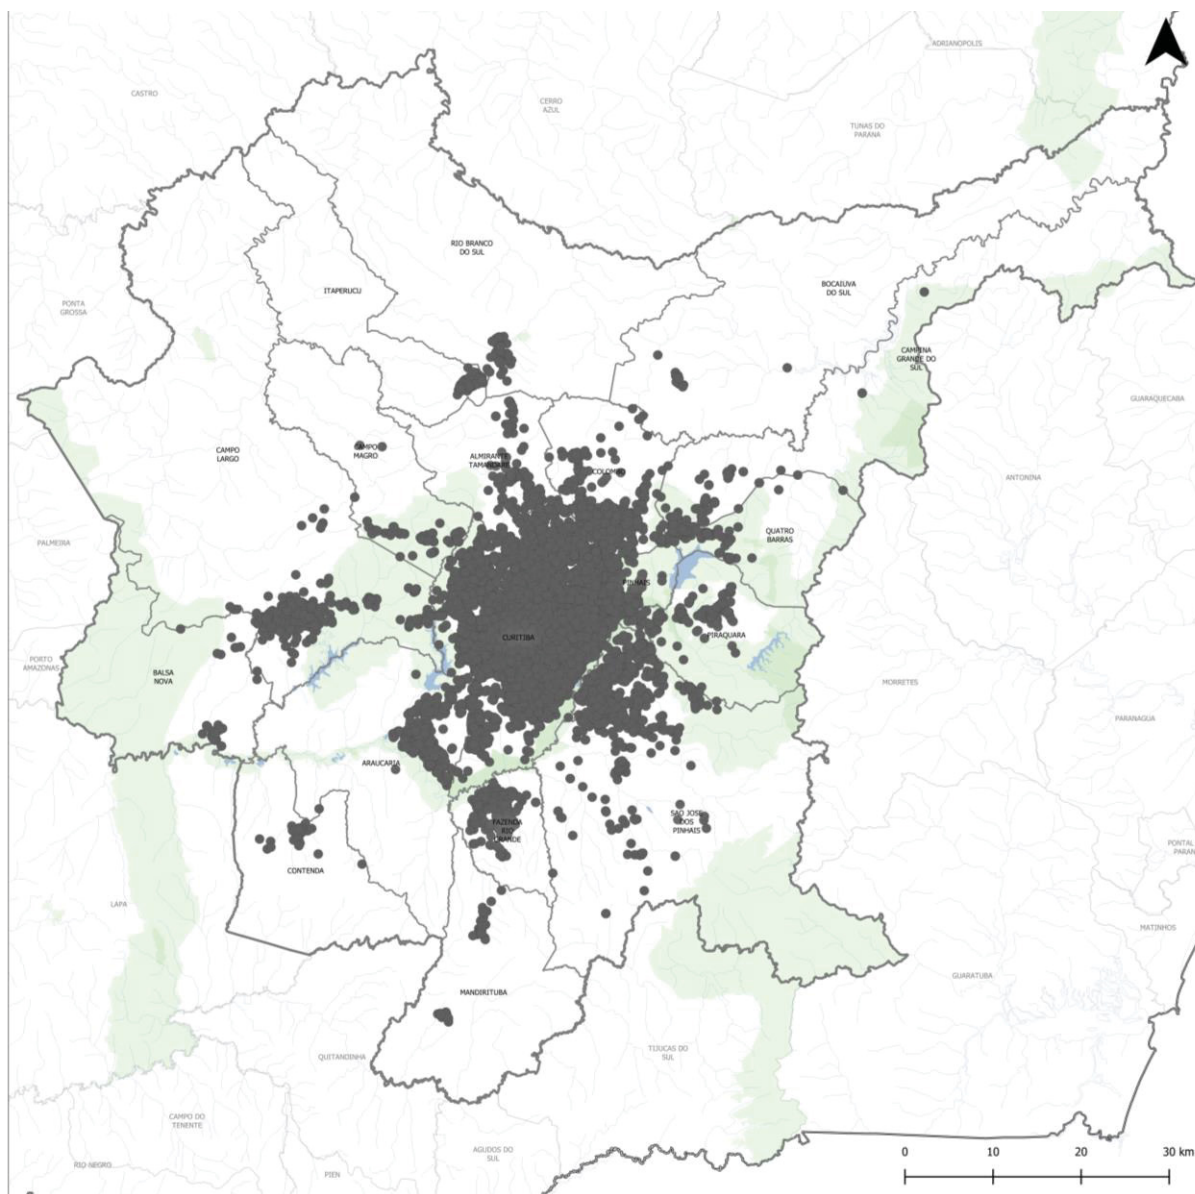 ADRIANOPOLIS
CASTRO
CERRO
AZUL
TUNAS DO
PARANA
RIO BRANCO
DO SUL
ITAPERUCU
BOCAIUVA
DO SUL
PONTA
GROSSA
CAMPINA
GRANDE DO
SUL
GUARAQUECABA
CAMPO
LARGO
CAMPO
MAGRO
ALMIRANTE
TAMANDARE
COLOMBO
ANTONINA
PALMEIRA
QUATRO
BARRAS
PINHAIS
CURITIBA
PIRAQUARA
PORTO
AMAZONAS
BALSA
NOVA
MORRETES
PARANAGUA
ARAUCARIA
SAO JOSE
DOS
PINHAIS
FAZENDA
RIO
GRANDE
PONTAL
PARAN
CONTENDA
LAPA
MATINHOS
GUARATUBA
MANDIRITUBA
QUITANDINHA
TIJUCAS DO
SUL
CAMPO DO
TENENTE
AGUDOS DO
SUL
RIO NEGRO
PIEN
0 10 20 30 km